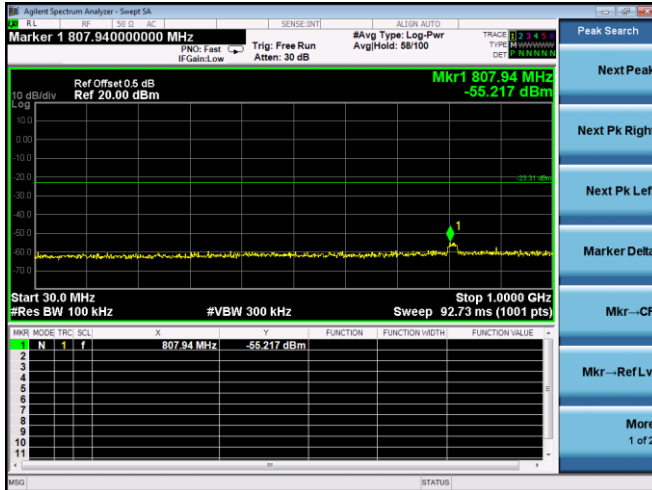 Agilent Spectrum Analyzer - Swept SA
RL RF 50 Ω AC SENSE:INT ALIGN AUTO
Marker 1 807.940000000 MHz
PNO: Fast
IFGain:Low
Trig: Free Run
Atten: 30 dB
#Avg Type: Log-Pwr
Avg|Hold: 58/100
TRACE 1 2 3 4 5 6
TYPE M WWWWW
DET P N N N N N
Peak Search
Ref Offset 0.5 dB
10 dB/div Ref 20.00 dBm
Log
Mkr1 807.94 MHz
-55.217 dBm
10.0
0.00
-10.0
-20.0
-23.31 dBm
-30.0
-40.0
-50.0
1
-60.0
-70.0
Start 30.0 MHz
Stop 1.0000 GHz
#Res BW 100 kHz
#VBW 300 kHz
Sweep 92.73 ms (1001 pts)
MKR MODE TRC SCL X Y FUNCTION FUNCTION WIDTH FUNCTION VALUE
1 N 1 f 807.94 MHz -55.217 dBm
2
3
4
5
6
7
8
9
10
11
MSG STATUS
Next Peak
Next Pk Right
Next Pk Left
Marker Delta
Mkr→CF
Mkr→Ref Lv
More
1 of 2